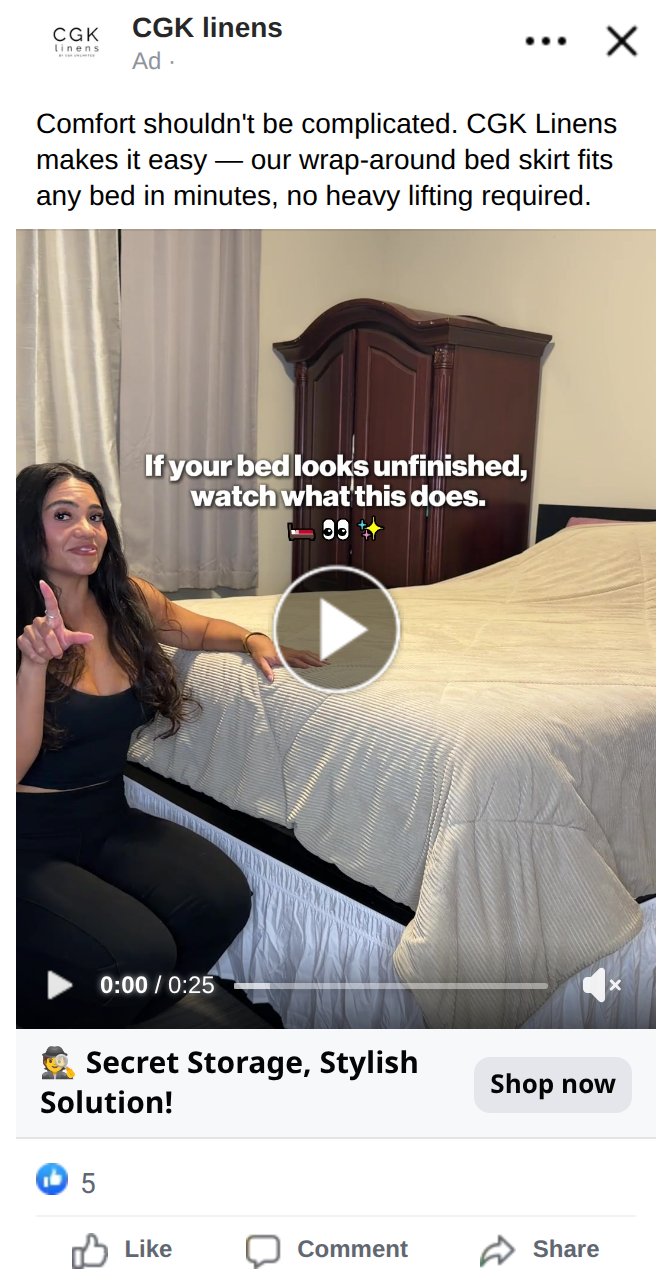 CGK
linens
CGK linens
Ad ·
Comfort shouldn't be complicated. CGK Linens
makes it easy — our wrap-around bed skirt fits
any bed in minutes, no heavy lifting required.
If your bed looks unfinished,
watch what this does.
🛏️ 👀 ✨
0:00 / 0:25
🕵️ Secret Storage, Stylish
Solution!
Shop now
5
Like Comment Share